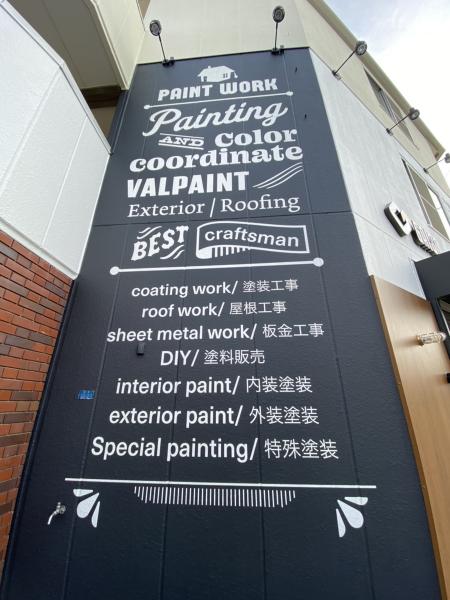 PAINT WORK
Painting
AND Color
coordinate
VALPAINT
Exterior / Roofing
BEST craftsman
coating work/ 塗装工事
roof work/ 屋根工事
sheet metal work/ 板金工事
DIY/ 塗料販売
interior paint/ 内装塗装
exterior paint/ 外装塗装
Special painting/ 特殊塗装